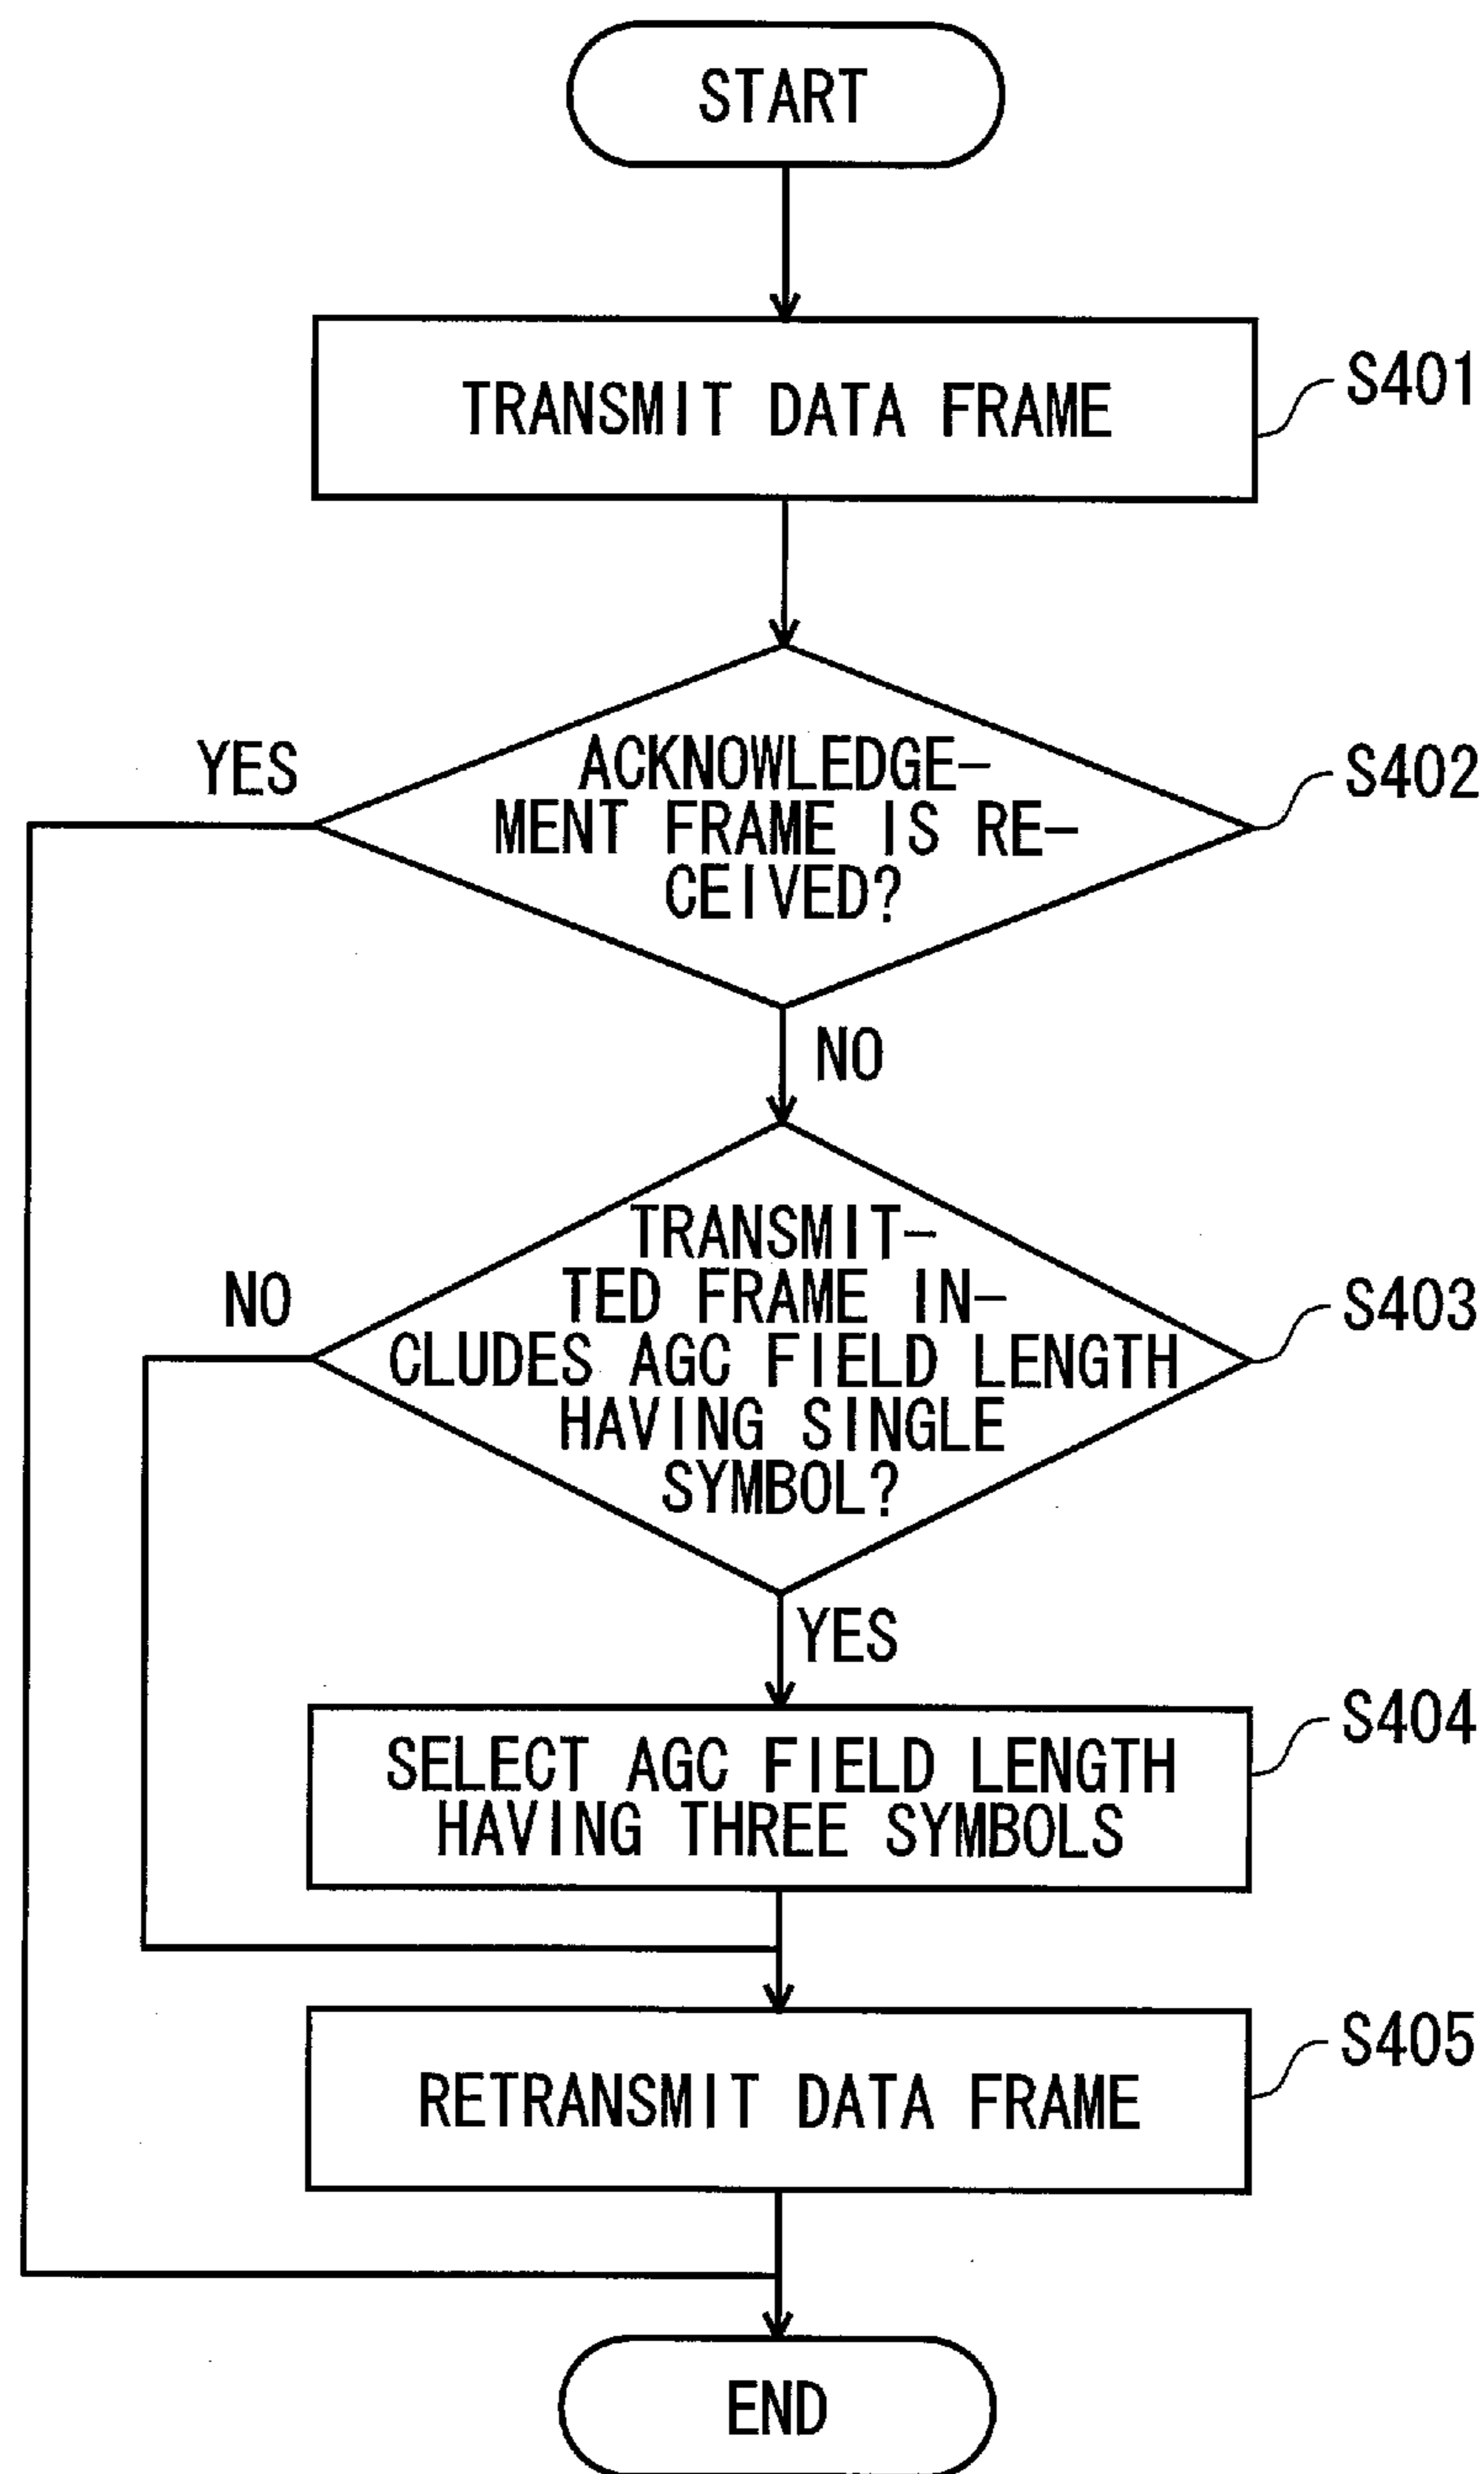 START
TRANSMIT DATA FRAME
S401
YES
ACKNOWLEDGE-
MENT FRAME IS RE-
CEIVED?
S402
NO
TRANSMIT-
TED FRAME IN-
CLUDES AGC FIELD LENGTH
HAVING SINGLE
SYMBOL?
S403
NO
YES
SELECT AGC FIELD LENGTH
HAVING THREE SYMBOLS
S404
RETRANSMIT DATA FRAME
S405
END